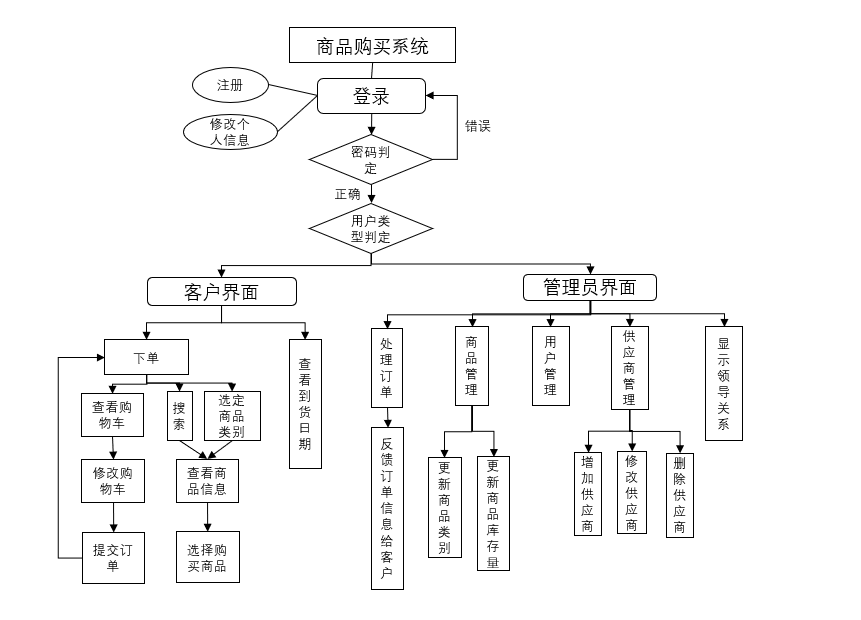 商品购买系统
注册
登录
修改个
人信息
错误
密码判
定
正确
用户类
型判定
客户界面
管理员界面
下单
查看到货日期
处理订单
商品管理
用户管理
供应商管理
显示领导关系
查看购
物车
搜索
选定
商品
类别
修改购
物车
查看商
品信息
反馈订单信息给客户
更新商品类别
更新商品库存量
增加供应商
修改供应商
删除供应商
提交订
单
选择购
买商品